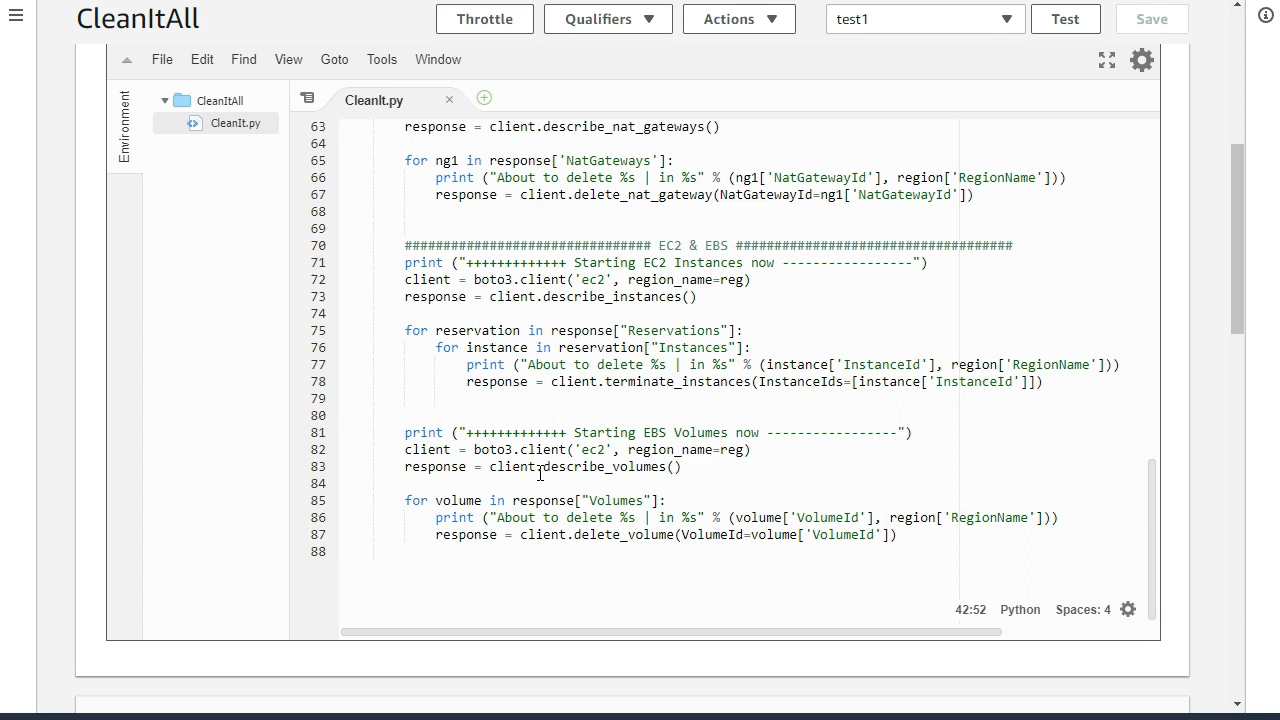 CleanItAll
Throttle
Qualifiers
Actions
test1
Test
Save
File Edit Find View Goto Tools Window
Environment
CleanItAll
CleanIt.py
CleanIt.py
63 response = client.describe_nat_gateways()
64
65 for ng1 in response['NatGateways']:
66 print ("About to delete %s | in %s" % (ng1['NatGatewayId'], region['RegionName']))
67 response = client.delete_nat_gateway(NatGatewayId=ng1['NatGatewayId'])
68
69
70 ################################ EC2 & EBS ####################################
71 print ("+++++++++++++ Starting EC2 Instances now -----------------")
72 client = boto3.client('ec2', region_name=reg)
73 response = client.describe_instances()
74
75 for reservation in response["Reservations"]:
76 for instance in reservation["Instances"]:
77 print ("About to delete %s | in %s" % (instance['InstanceId'], region['RegionName']))
78 response = client.terminate_instances(InstanceIds=[instance['InstanceId']])
79
80
81 print ("+++++++++++++ Starting EBS Volumes now -----------------")
82 client = boto3.client('ec2', region_name=reg)
83 response = client.describe_volumes()
84
85 for volume in response["Volumes"]:
86 print ("About to delete %s | in %s" % (volume['VolumeId'], region['RegionName']))
87 response = client.delete_volume(VolumeId=volume['VolumeId'])
88
42:52 Python Spaces: 4